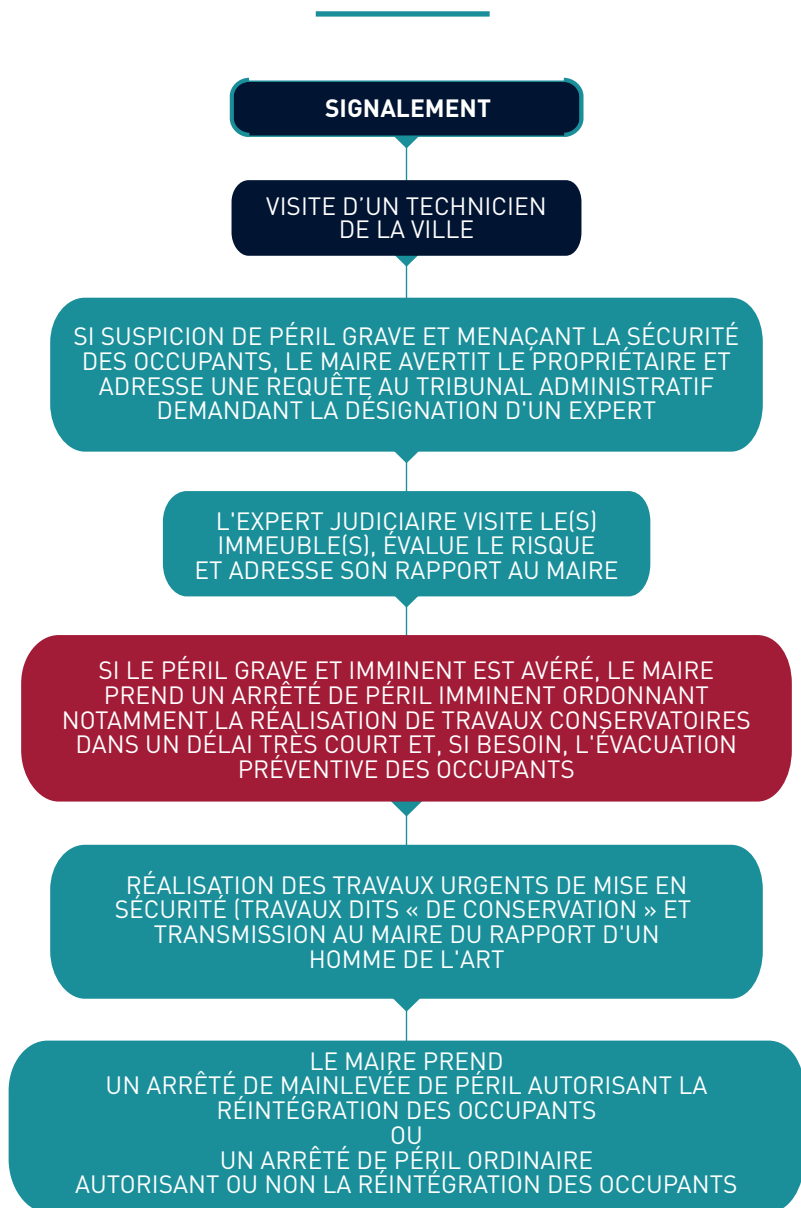 SIGNALEMENT
VISITE D’UN TECHNICIEN
DE LA VILLE
SI SUSPICION DE PÉRIL GRAVE ET MENAÇANT LA SÉCURITÉ
DES OCCUPANTS, LE MAIRE AVERTIT LE PROPRIÉTAIRE ET
ADRESSE UNE REQUÊTE AU TRIBUNAL ADMINISTRATIF
DEMANDANT LA DÉSIGNATION D'UN EXPERT
L'EXPERT JUDICIAIRE VISITE LE(S)
IMMEUBLE(S), ÉVALUE LE RISQUE
ET ADRESSE SON RAPPORT AU MAIRE
SI LE PÉRIL GRAVE ET IMMINENT EST AVÉRÉ, LE MAIRE
PREND UN ARRÊTÉ DE PÉRIL IMMINENT ORDONNANT
NOTAMMENT LA RÉALISATION DE TRAVAUX CONSERVATOIRES
DANS UN DÉLAI TRÈS COURT ET, SI BESOIN, L'ÉVACUATION
PRÉVENTIVE DES OCCUPANTS
RÉALISATION DES TRAVAUX URGENTS DE MISE EN
SÉCURITÉ (TRAVAUX DITS « DE CONSERVATION » ET
TRANSMISSION AU MAIRE DU RAPPORT D'UN
HOMME DE L'ART
LE MAIRE PREND
UN ARRÊTÉ DE MAINLEVÉE DE PÉRIL AUTORISANT LA
RÉINTÉGRATION DES OCCUPANTS
OU
UN ARRÊTÉ DE PÉRIL ORDINAIRE
AUTORISANT OU NON LA RÉINTÉGRATION DES OCCUPANTS